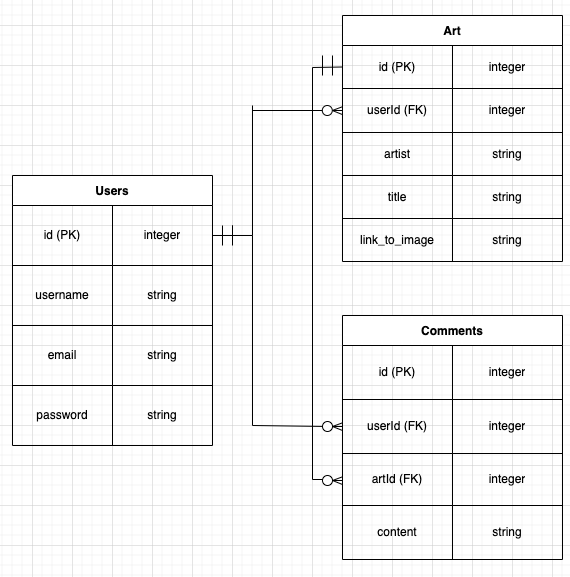 Art
id (PK) integer
userId (FK) integer
artist string
title string
link_to_image string
Users
id (PK) integer
username string
email string
password string
Comments
id (PK) integer
userId (FK) integer
artId (FK) integer
content string